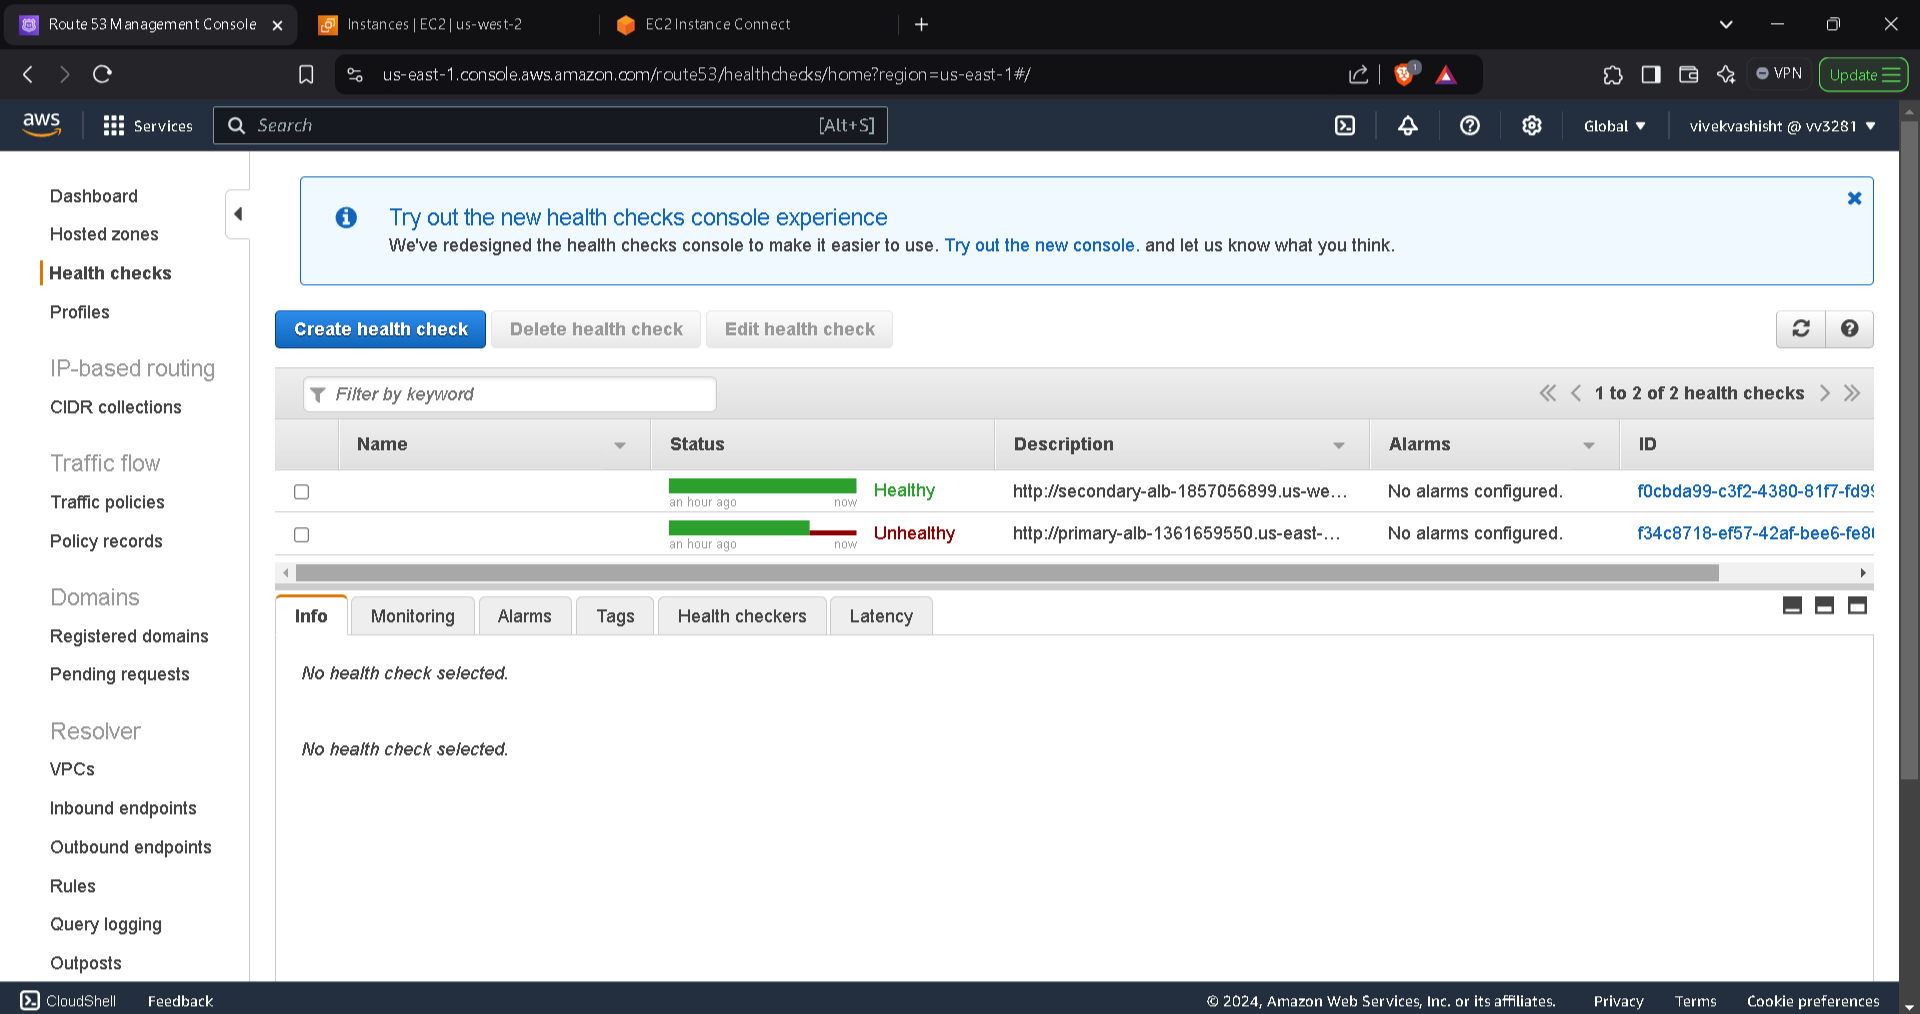 Route 53 Management Console
Instances | EC2 | us-west-2
EC2 Instance Connect
us-east-1.console.aws.amazon.com/route53/healthchecks/home?region=us-east-1#/
1
VPN
Update
aws
Services
Search
[Alt+S]
Global
vivekvashisht @ vv3281
Dashboard
Hosted zones
Health checks
Profiles
IP-based routing
CIDR collections
Traffic flow
Traffic policies
Policy records
Domains
Registered domains
Pending requests
Resolver
VPCs
Inbound endpoints
Outbound endpoints
Rules
Query logging
Outposts
Try out the new health checks console experience
We've redesigned the health checks console to make it easier to use. Try out the new console. and let us know what you think.
Create health check
Delete health check
Edit health check
Filter by keyword
1 to 2 of 2 health checks
Name Status Description Alarms ID
an hour ago now Healthy http://secondary-alb-1857056899.us-we... No alarms configured. f0cbda99-c3f2-4380-81f7-fd99
an hour ago now Unhealthy http://primary-alb-1361659550.us-east-... No alarms configured. f34c8718-ef57-42af-bee6-fe80
Info
Monitoring
Alarms
Tags
Health checkers
Latency
No health check selected.
No health check selected.
CloudShell
Feedback
© 2024, Amazon Web Services, Inc. or its affiliates.
Privacy
Terms
Cookie preferences